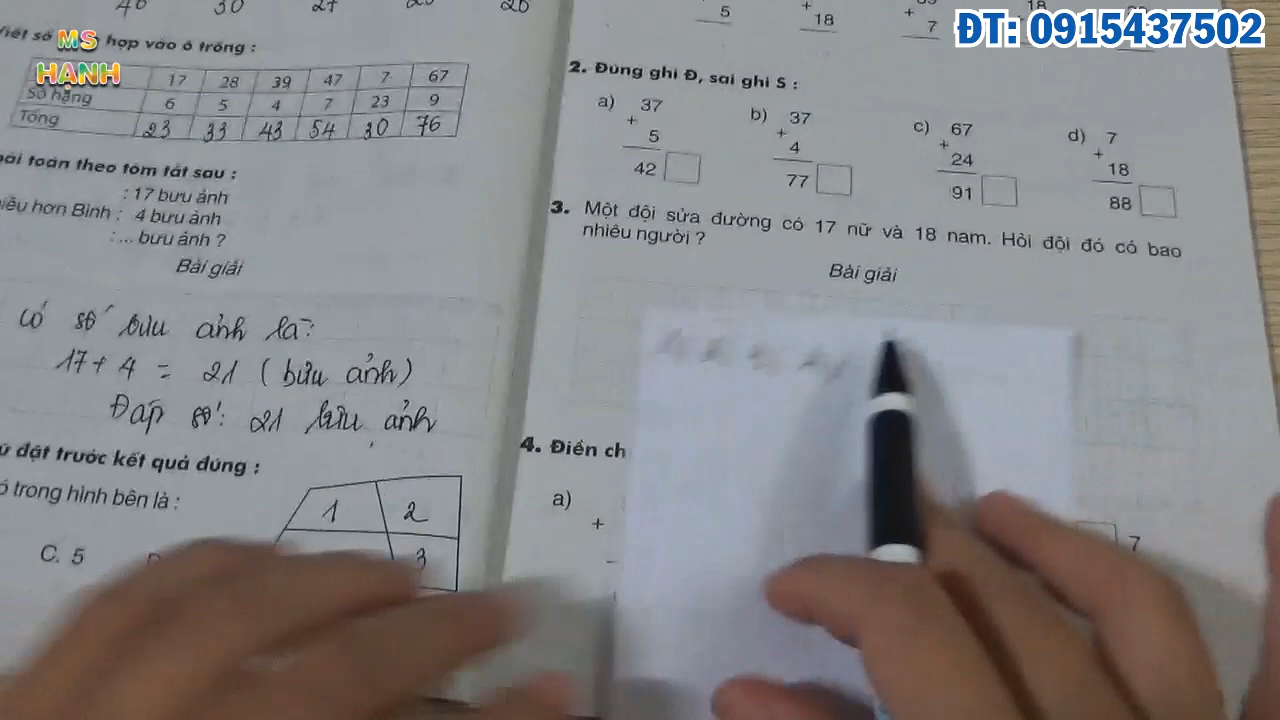 MS
HẠNH
ĐT: 0915437502
30
Viết số hợp vào ô trống :
17 28 39 47 7 67
Số hạng 6 5 4 7 23 9
Tổng 23 33 43 54 30 76
bài toán theo tóm tắt sau :
: 17 bưu ảnh
hiều hơn Bình : 4 bưu ảnh
: ... bưu ảnh ?
Bài giải
có số bưu ảnh là:
17 + 4 = 21 (bưu ảnh)
Đáp số: 21 bưu ảnh
đặt trước kết quả đúng :
ó trong hình bên là :
C. 5
1 2
3
5
+
18
+
7
18
2. Đúng ghi Đ, sai ghi S :
a) 37
+
5
42
b) 37
+
4
77
c) 67
+
24
91
d) 7
+
18
88
3. Một đội sửa đường có 17 nữ và 18 nam. Hỏi đội đó có bao
nhiêu người ?
Bài giải
4. Điền ch
a)
+
7